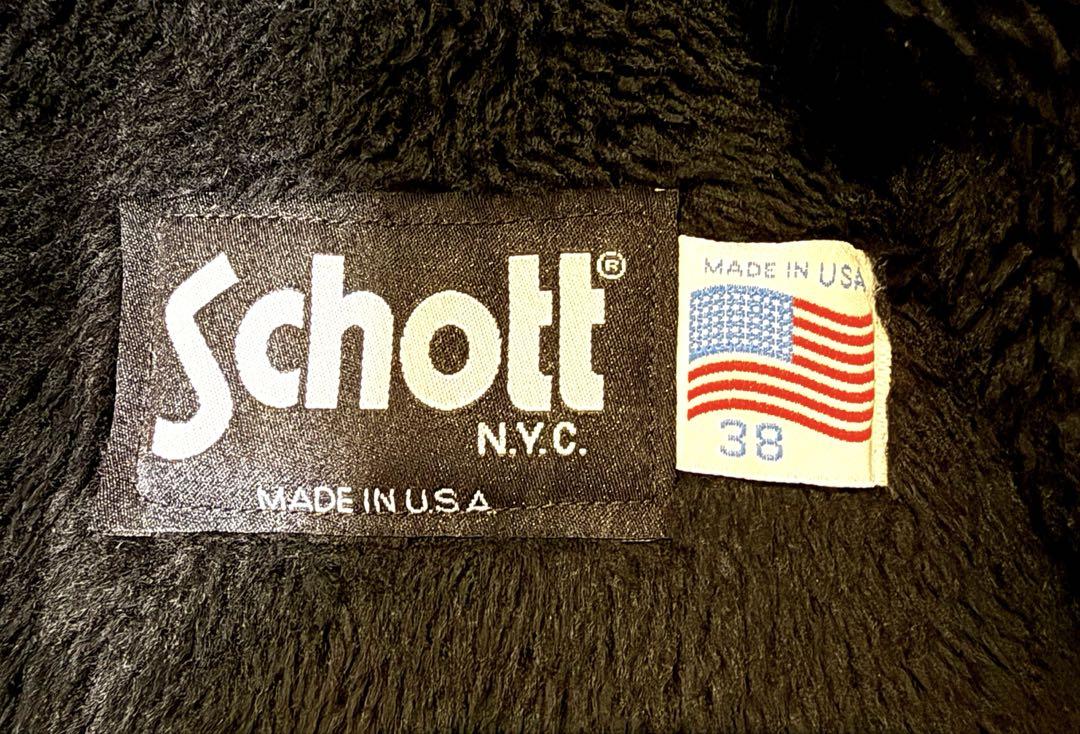 Schott®
N.Y.C.
MADE IN U.S.A
MADE IN USA
38